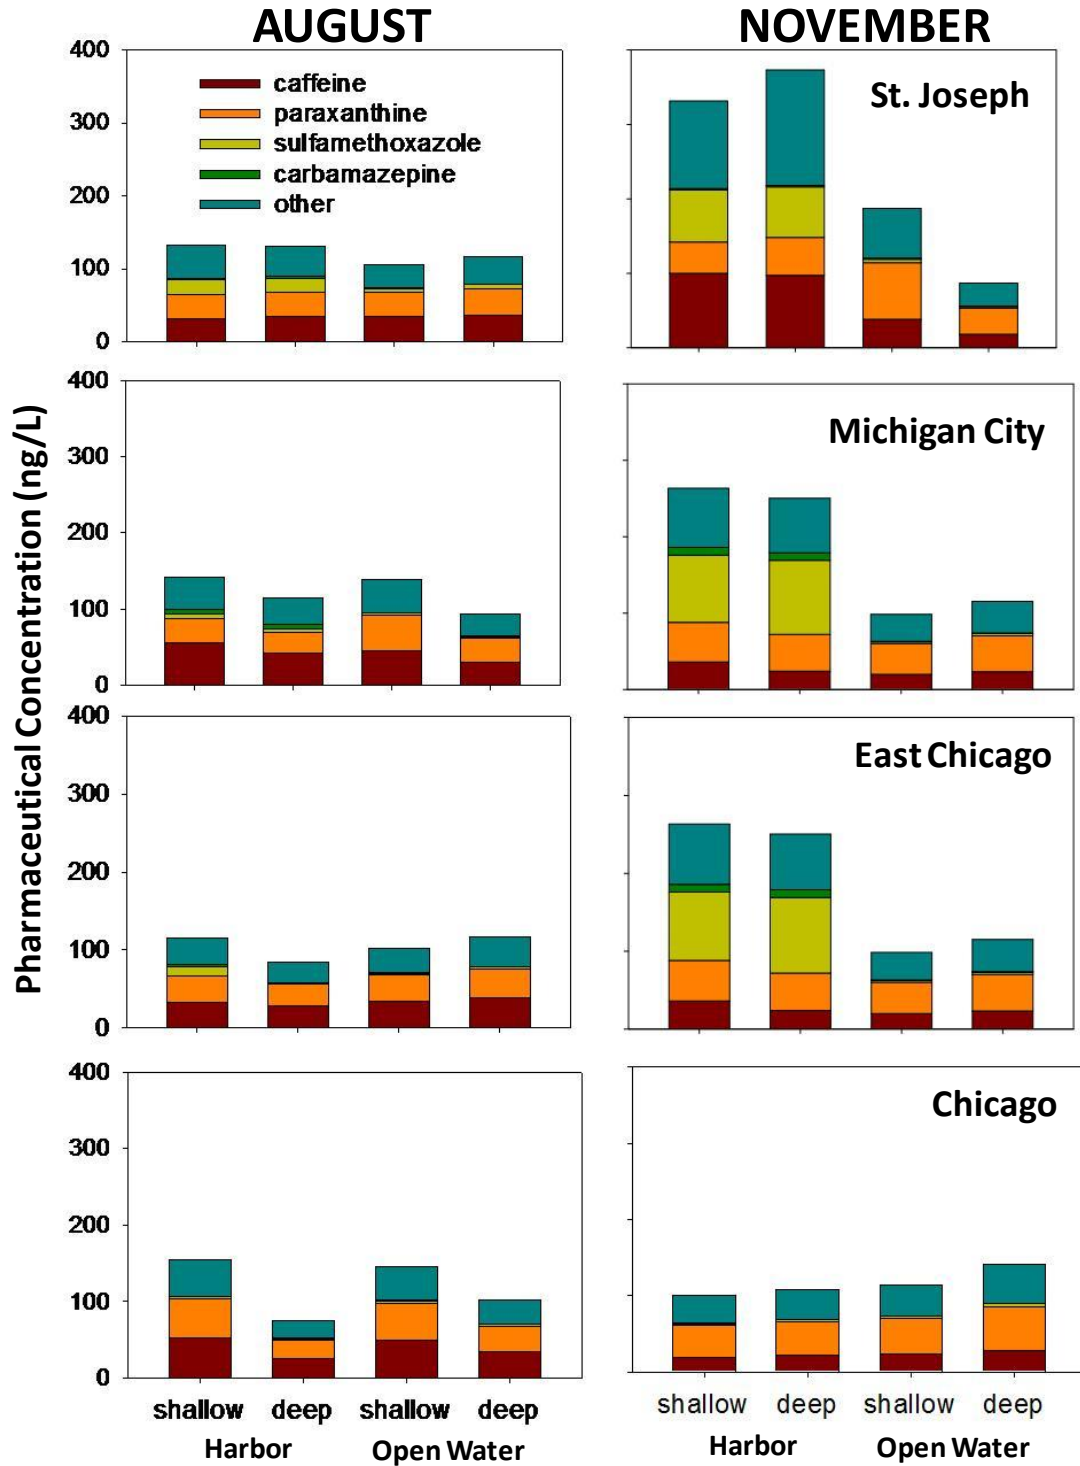 AUGUST
NOVEMBER
Pharmaceutical Concentration (ng/L)
400
300
200
100
0
caffeine
paraxanthine
sulfamethoxazole
carbamazepine
other
St. Joseph
400
300
200
100
0
Michigan City
400
300
200
100
0
East Chicago
400
300
200
100
0
Chicago
shallow deep shallow deep
Harbor Open Water
shallow deep shallow deep
Harbor Open Water